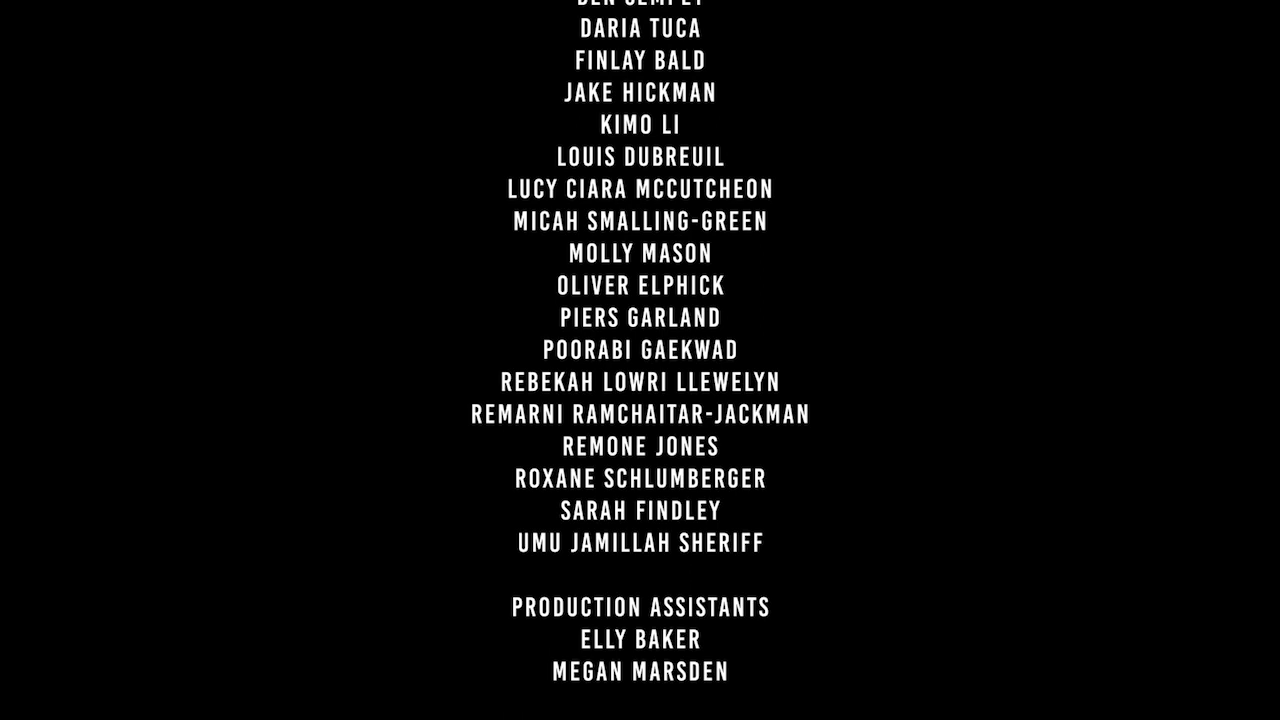 DARIA TUCA
FINLAY BALD
JAKE HICKMAN
KIMO LI
LOUIS DUBREUIL
LUCY CIARA MCCUTCHEON
MICAH SMALLING-GREEN
MOLLY MASON
OLIVER ELPHICK
PIERS GARLAND
POORABI GAEKWAD
REBEKAH LOWRI LLEWELYN
REMARNI RAMCHAITAR-JACKMAN
REMONE JONES
ROXANE SCHLUMBERGER
SARAH FINDLEY
UMU JAMILLAH SHERIFF
PRODUCTION ASSISTANTS
ELLY BAKER
MEGAN MARSDEN